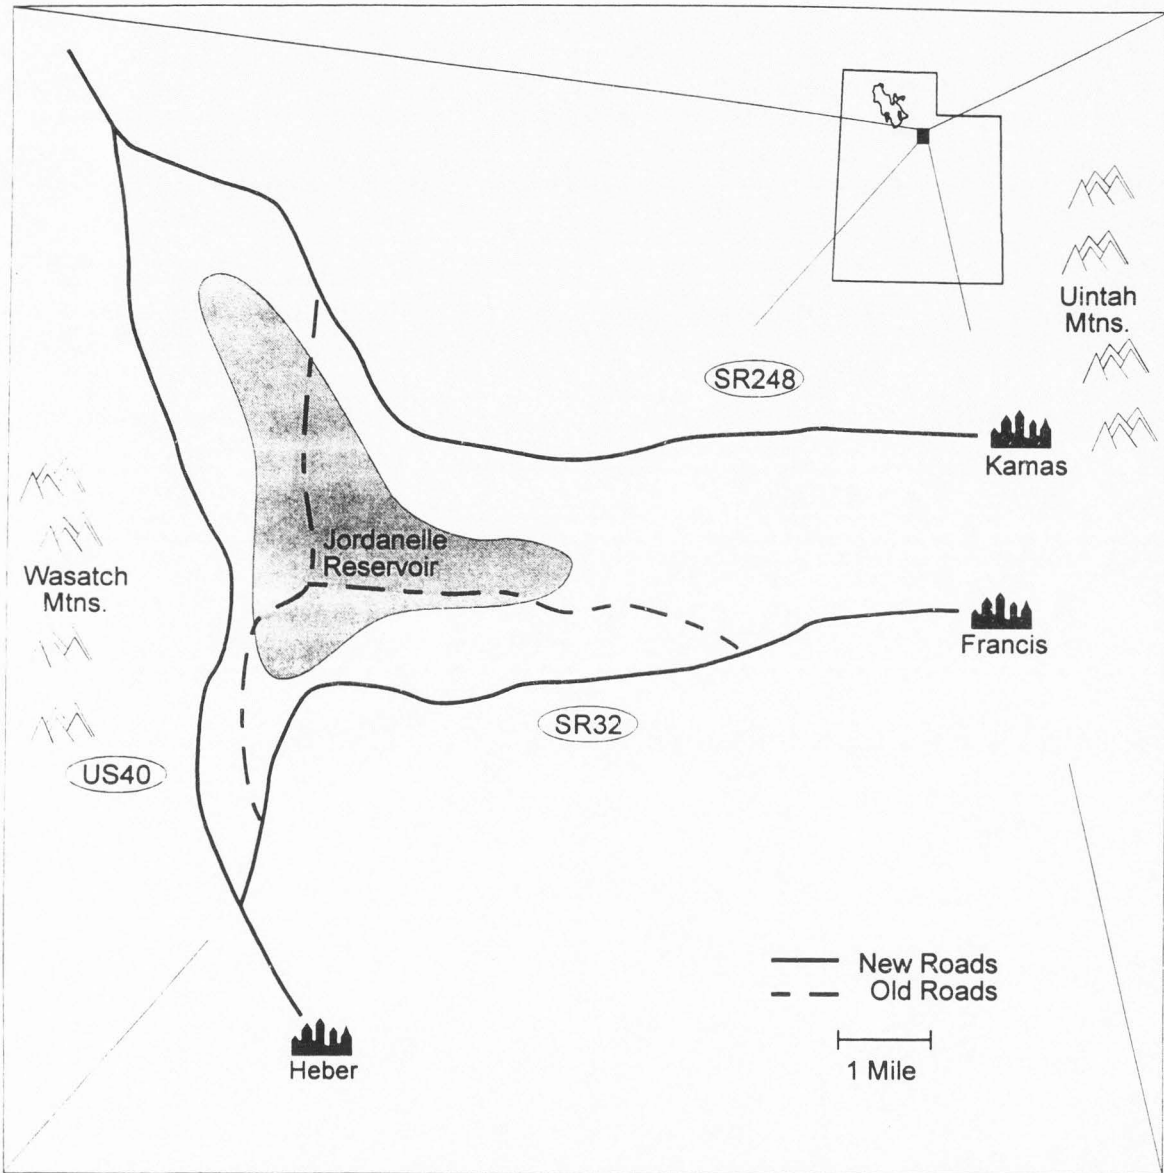 Uintah
Mtns.
SR248
Kamas
Jordanelle
Reservoir
Wasatch
Mtns.
Francis
SR32
US40
New Roads
Old Roads
1 Mile
Heber